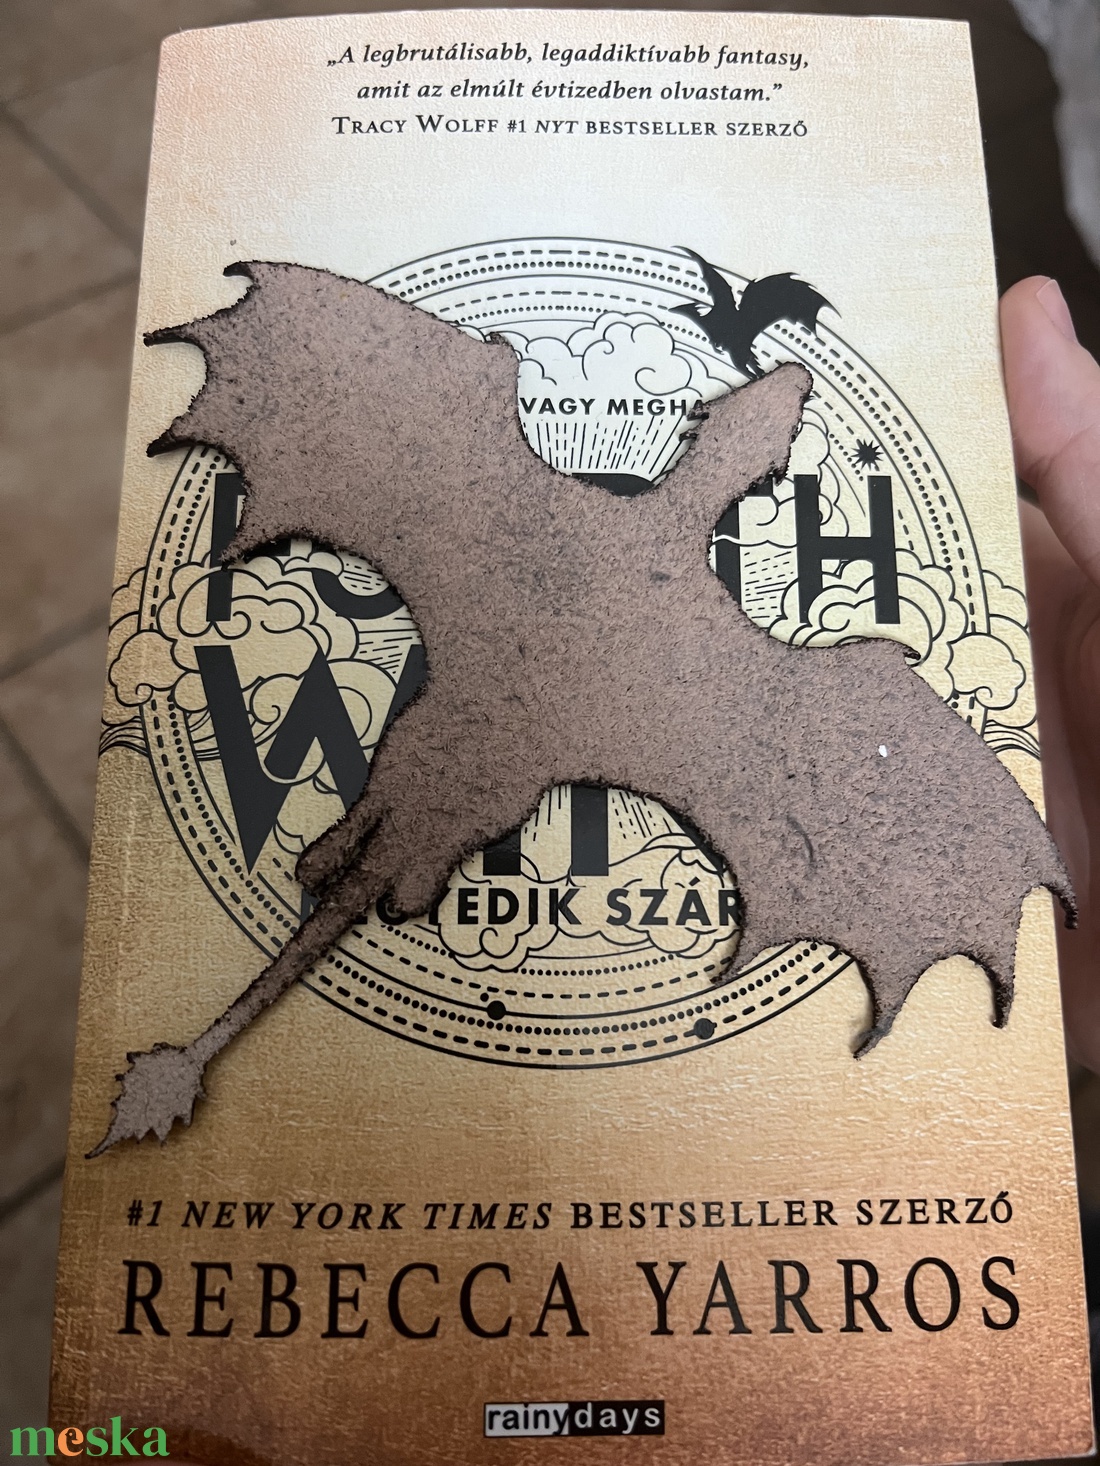 „A legbrutálisabb, legaddiktívabb fantasy,
amit az elmúlt évtizedben olvastam.”
TRACY WOLFF #1 NYT BESTSELLER SZERZŐ
VAGY
#1 NEW YORK TIMES BESTSELLER SZERZŐ
REBECCA YARROS
rainydays
meska